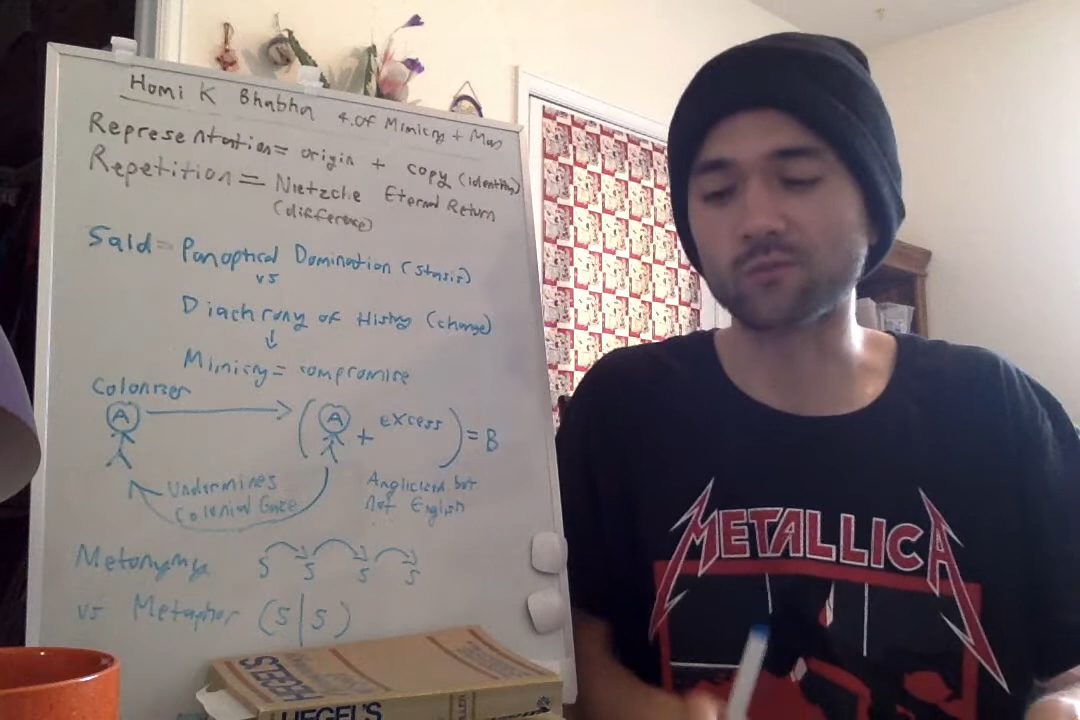 Homi K Bhabha 4. Of Mimicry + Man
Representation = origin + copy (identity)
Repetition = Nietzche Eternal Return
(difference)
Said = Panoptical Domination (stasis)
vs
Diachrony of History (change)
Mimicry = compromise
Colonizer
A A + excess = B
Undermines
Colonial Gaze
Anglicized but
not English
Metonymy S S S S
vs Metaphor (S|S)
METALLICA
HEGEL'S